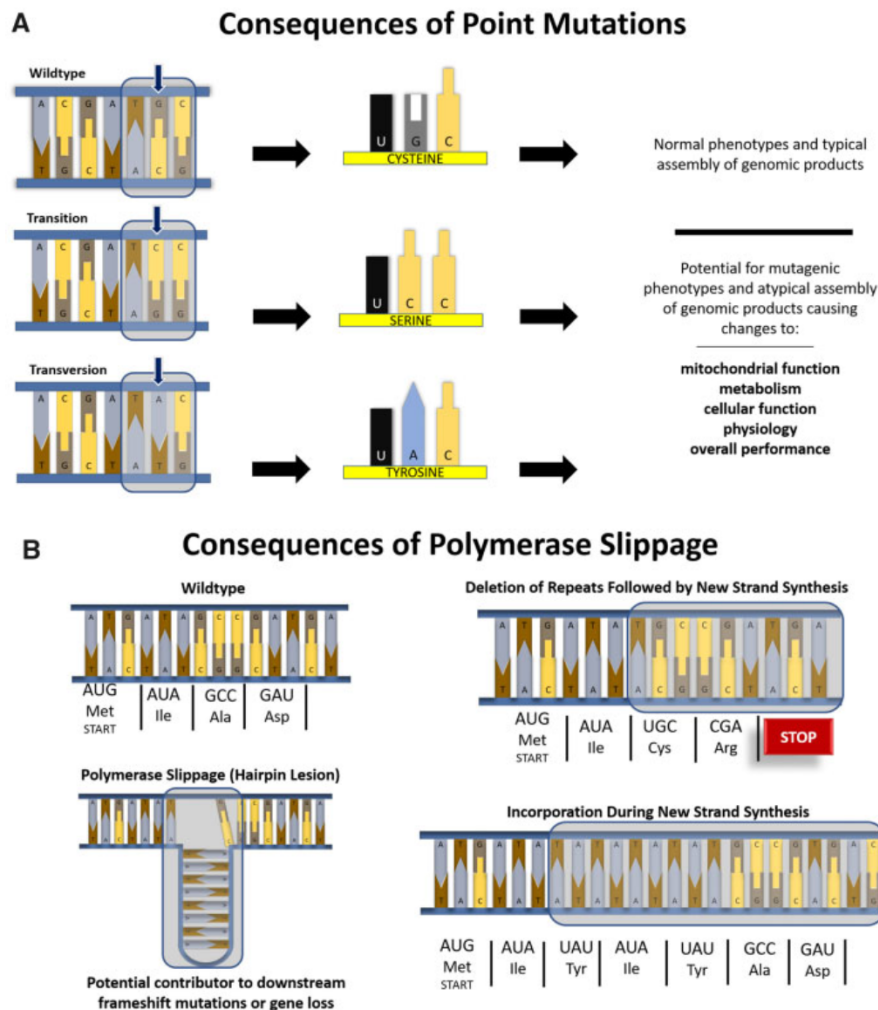 A
Consequences of Point Mutations
Wildtype
A C G A T G C
T G C T A C G
U G C
CYSTEINE
Normal phenotypes and typical
assembly of genomic products
Transition
A C G A T C C
T G C T A G G
U C C
SERINE
Transversion
A C G A T A C
T G C T A T G
U A C
TYROSINE
Potential for mutagenic
phenotypes and atypical assembly
of genomic products causing
changes to:
mitochondrial function
metabolism
cellular function
physiology
overall performance
B
Consequences of Polymerase Slippage
Wildtype
A T G A T A G C C G A T G A
T A C T A T C G G C T A C T
AUG AUA GCC GAU
Met Ile Ala Asp
START
Polymerase Slippage (Hairpin Lesion)
Potential contributor to downstream
frameshift mutations or gene loss
Deletion of Repeats Followed by New Strand Synthesis
A T G A T A T G C C G A T G A
T A C T A T A C G G C T A C T
AUG AUA UGC CGA STOP
Met Ile Cys Arg
START
Incorporation During New Strand Synthesis
A T G A T A T A T A T A T A T G C C G T G A C
T A C T A T A T A T A T A T A C G G C A C T G
AUG AUA UAU AUA UAU GCC GAU
Met Ile Tyr Ile Tyr Ala Asp
START